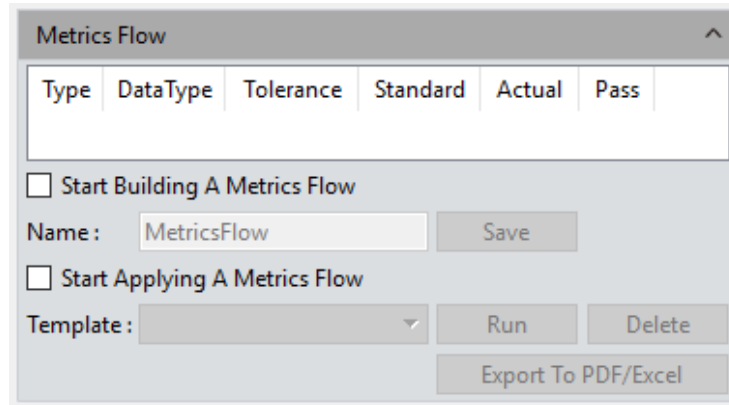 Metrics Flow
Type DataType Tolerance Standard Actual Pass
Start Building A Metrics Flow
Name : MetricsFlow Save
Start Applying A Metrics Flow
Template : Run Delete
Export To PDF/Excel